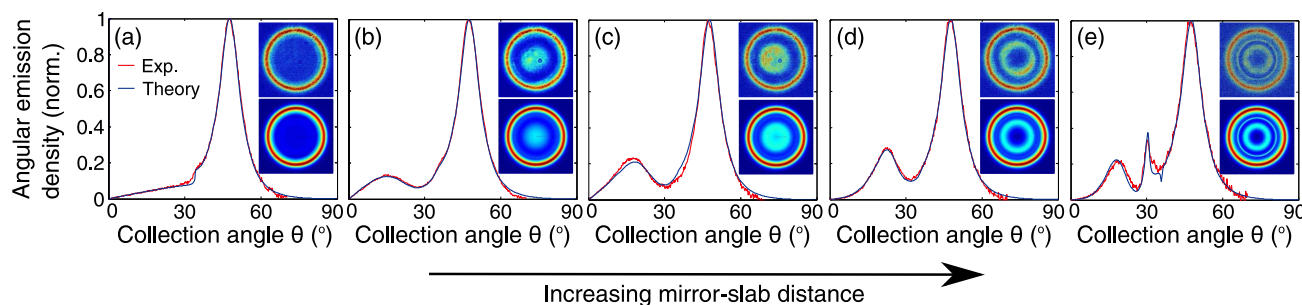 Angular emission
density (norm.)
1
0.8
0.6
0.4
0.2
0
(a)
Exp.
Theory
(b)
(c)
(d)
(e)
0 30 60 90
0 30 60 90
0 30 60 90
0 30 60 90
0 30 60 90
Collection angle θ (°)
Collection angle θ (°)
Collection angle θ (°)
Collection angle θ (°)
Collection angle θ (°)
Increasing mirror-slab distance